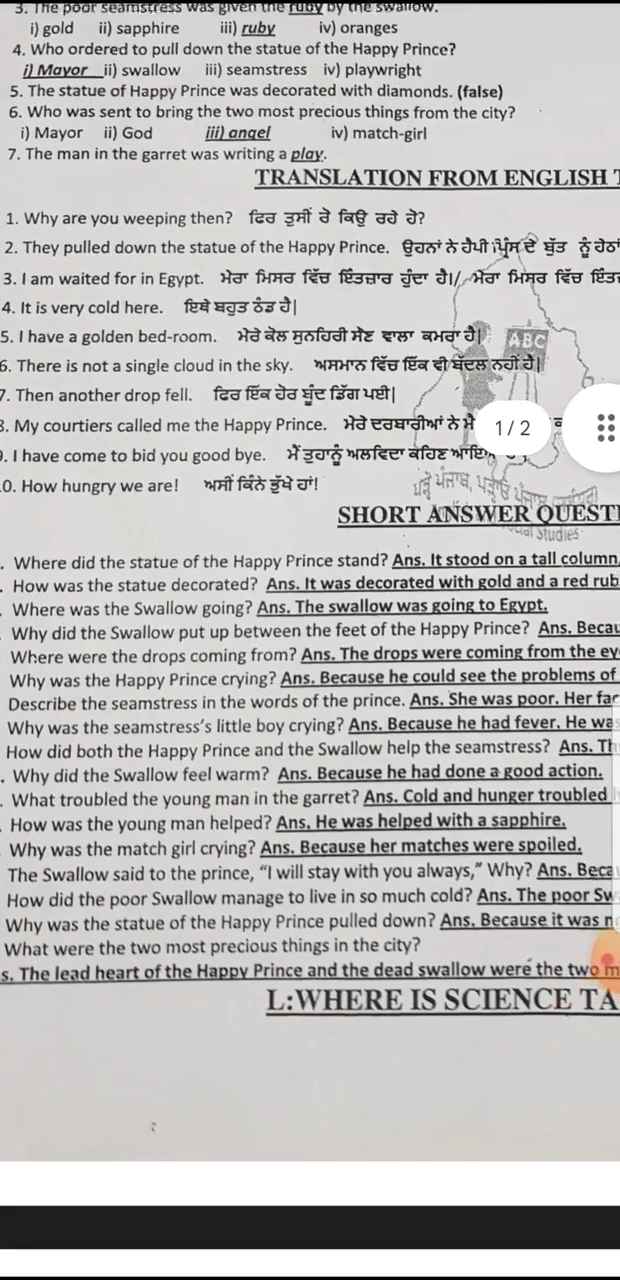 3. The poor seamstress was given the ruby by the swallow.
i) gold ii) sapphire iii) ruby iv) oranges
4. Who ordered to pull down the statue of the Happy Prince?
i) Mayor ii) swallow iii) seamstress iv) playwright
5. The statue of Happy Prince was decorated with diamonds. (false)
6. Who was sent to bring the two most precious things from the city?
i) Mayor ii) God iii) angel iv) match-girl
7. The man in the garret was writing a play.
TRANSLATION FROM ENGLISH T
1. Why are you weeping then? ਫਿਰ ਤੁਸੀਂ ਰੋ ਕਿਉ ਰਹੇ ਹੋ?
2. They pulled down the statue of the Happy Prince. ਉਹਨਾਂ ਨੇ ਹੈਪੀ ਪ੍ਰਿੰਸ ਦੇ ਬੁੱਤ ਨੂੰ ਹੇਠਾਂ
3. I am waited for in Egypt. ਮੇਰਾ ਮਿਸਰ ਵਿੱਚ ਇੰਤਜ਼ਾਰ ਹੁੰਦਾ ਹੈ।/ ਮੇਰਾ ਮਿਸਰ ਵਿੱਚ
4. It is very cold here. ਇਥੇ ਬਹੁਤ ਠੰਡ ਹੈ|
5. I have a golden bed-room. ਮੇਰੇ ਕੋਲ ਸੁਨਹਿਰੀ ਸੌਣ ਵਾਲਾ ਕਮਰਾ ਹੈ|
ABC
6. There is not a single cloud in the sky. ਅਸਮਾਨ ਵਿੱਚ ਇੱਕ ਵੀ ਬੱਦਲ ਨਹੀਂ ਹੈ|
7. Then another drop fell. ਫਿਰ ਇੱਕ ਹੋਰ ਬੂੰਦ ਡਿੱਗ ਪਈ|
8. My courtiers called me the Happy Prince. ਮੇਰੇ ਦਰਬਾਰੀਆਂ ਨੇ
1 / 2
9. I have come to bid you good bye. ਮੈਂ ਤੁਹਾਨੂੰ ਅਲਵਿਦਾ ਕਹਿਣ
0. How hungry we are! ਅਸੀਂ ਕਿੰਨੇ ਭੁੱਖੇ ਹਾਂ!
ਪੜ੍ਹੋ ਪੰਜਾਬ, ਪੜ੍ਹਾਓ ਪੰਜਾਬ
SHORT ANSWER QUESTI
Studies
. Where did the statue of the Happy Prince stand? Ans. It stood on a tall column.
. How was the statue decorated? Ans. It was decorated with gold and a red rub
Where was the Swallow going? Ans. The swallow was going to Egypt.
Why did the Swallow put up between the feet of the Happy Prince? Ans. Becau
Where were the drops coming from? Ans. The drops were coming from the ey
Why was the Happy Prince crying? Ans. Because he could see the problems of
Describe the seamstress in the words of the prince. Ans. She was poor. Her fac
Why was the seamstress's little boy crying? Ans. Because he had fever. He was
How did both the Happy Prince and the Swallow help the seamstress? Ans. Th
. Why did the Swallow feel warm? Ans. Because he had done a good action.
. What troubled the young man in the garret? Ans. Cold and hunger troubled
. How was the young man helped? Ans. He was helped with a sapphire.
Why was the match girl crying? Ans. Because her matches were spoiled.
The Swallow said to the prince, "I will stay with you always," Why? Ans. Beca
How did the poor Swallow manage to live in so much cold? Ans. The poor Sw
Why was the statue of the Happy Prince pulled down? Ans. Because it was n
What were the two most precious things in the city?
s. The lead heart of the Happy Prince and the dead swallow were the two m
L:WHERE IS SCIENCE TA